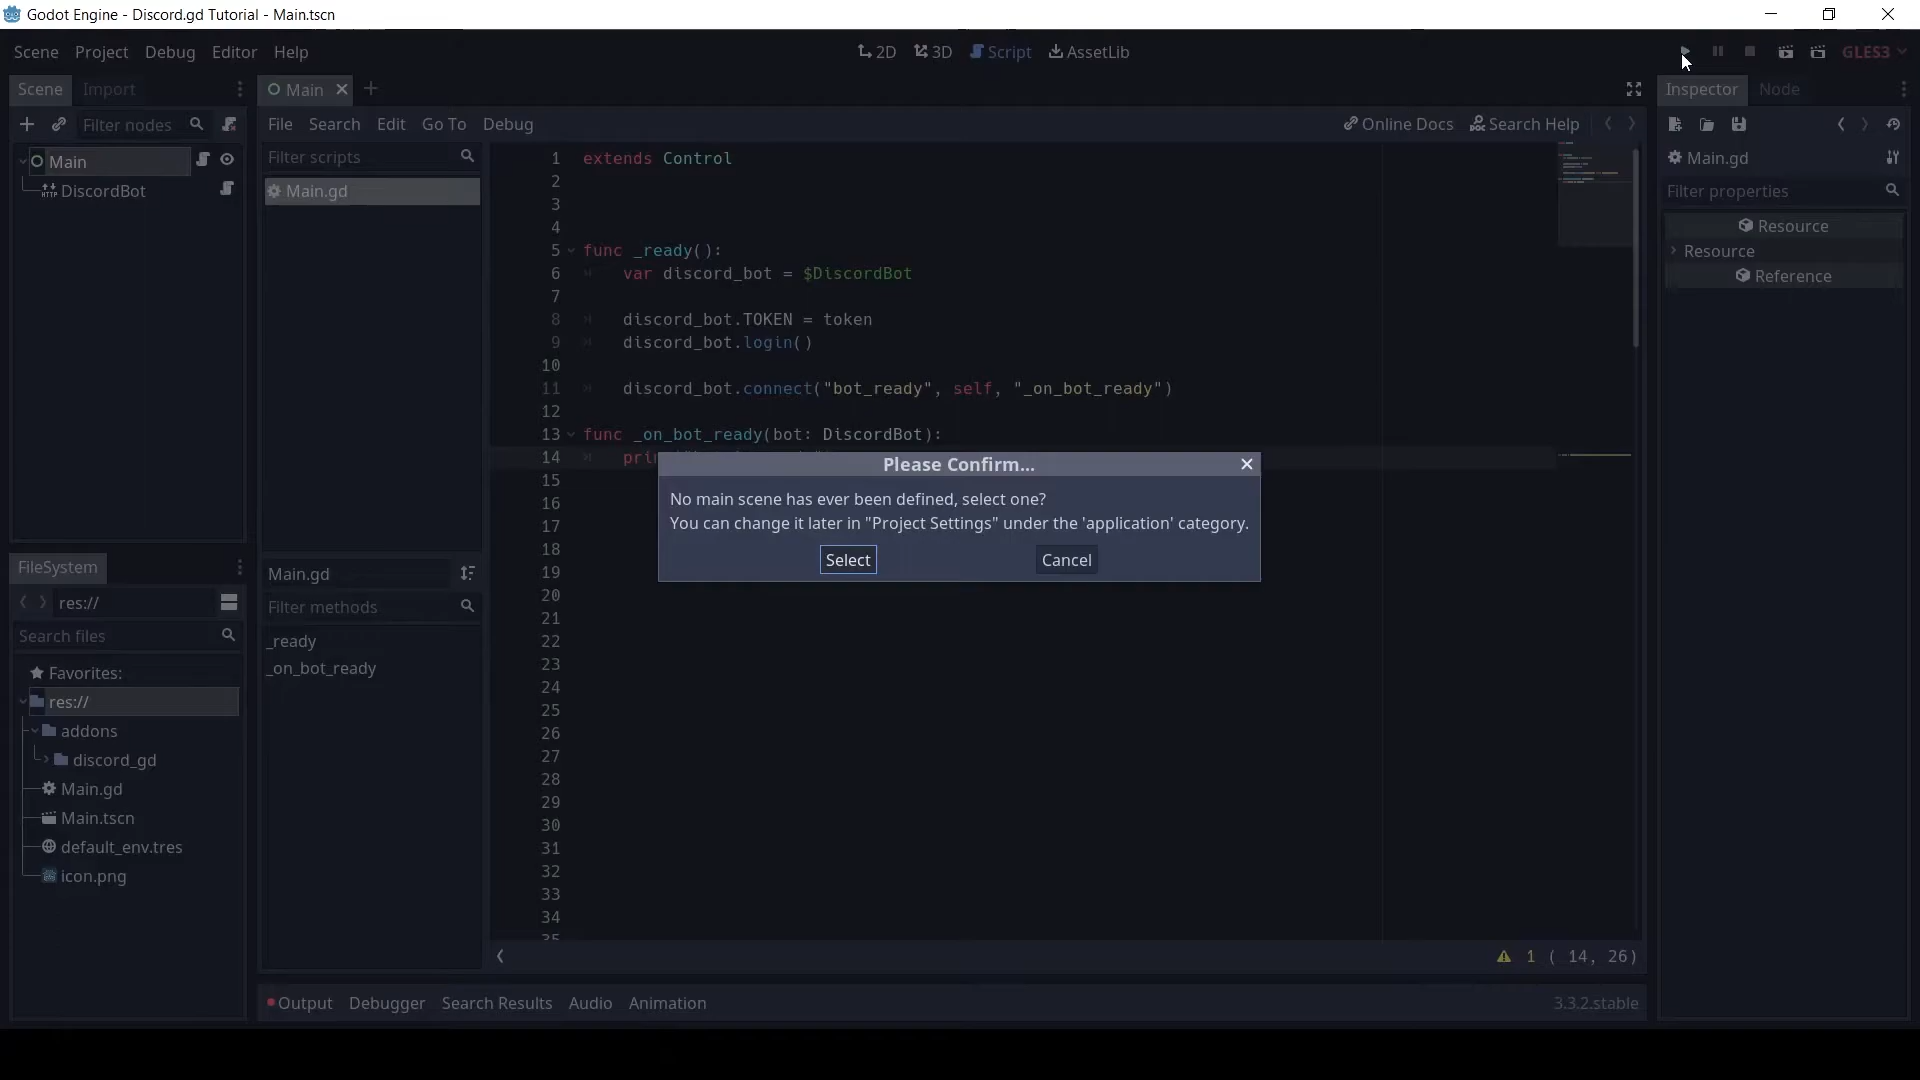 Godot Engine - Discord.gd Tutorial - Main.tscn
Scene Project Debug Editor Help
2D 3D Script AssetLib
GLES3
Scene Import
Filter nodes
Main
DiscordBot
FileSystem
res://
Search files
Favorites:
res://
addons
discord_gd
Main.gd
Main.tscn
default_env.tres
icon.png
Main
File Search Edit Go To Debug
Online Docs Search Help
Filter scripts
Main.gd
Main.gd
Filter methods
_ready
_on_bot_ready
1 extends Control
2
3
4
5 func _ready():
6 var discord_bot = $DiscordBot
7
8 discord_bot.TOKEN = token
9 discord_bot.login()
10
11 discord_bot.connect("bot_ready", self, "_on_bot_ready")
12
13 func _on_bot_ready(bot: DiscordBot):
14
15
16
17
18
19
20
21
22
23
24
25
26
27
28
29
30
31
32
33
34
35
Please Confirm...
No main scene has ever been defined, select one?
You can change it later in "Project Settings" under the 'application' category.
Select Cancel
1 ( 14, 26)
Output Debugger Search Results Audio Animation
3.3.2.stable
Inspector Node
Main.gd
Filter properties
Resource
Resource
Reference